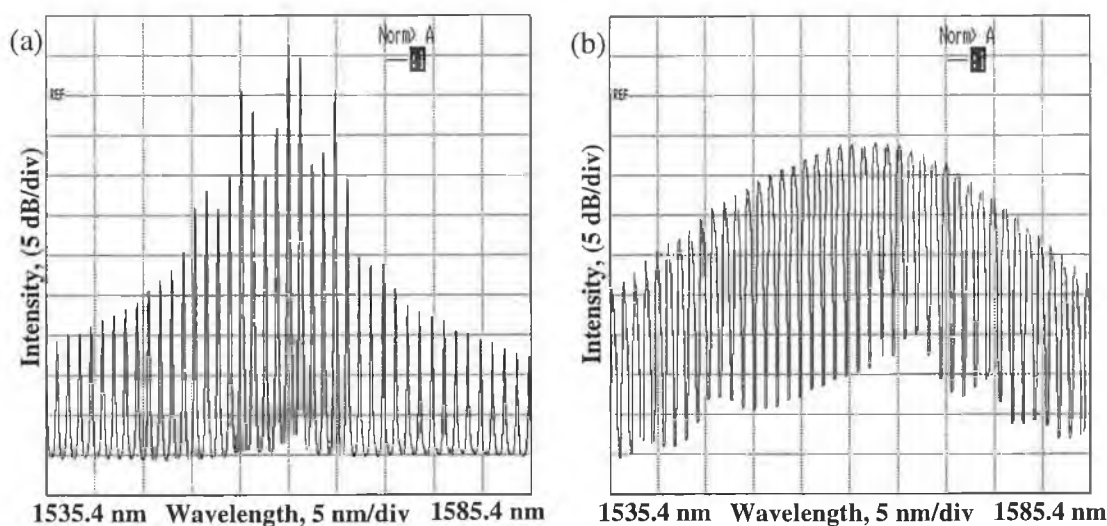 (a)
Norm> A
REF
Intensity, (5 dB/div)
1535.4 nm Wavelength, 5 nm/div 1585.4 nm
(b)
Norm> A
REF
Intensity, (5 dB/div)
1535.4 nm Wavelength, 5 nm/div 1585.4 nm